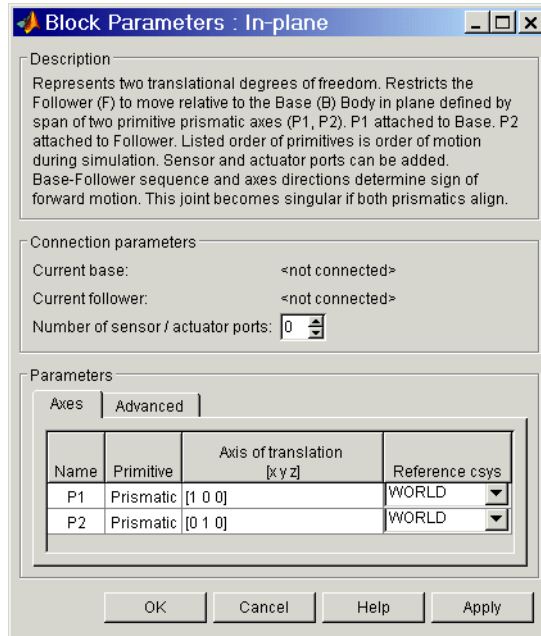 Block Parameters : In-plane
Description
Represents two translational degrees of freedom. Restricts the
Follower (F) to move relative to the Base (B) Body in plane defined by
span of two primitive prismatic axes (P1, P2). P1 attached to Base. P2
attached to Follower. Listed order of primitives is order of motion
during simulation. Sensor and actuator ports can be added.
Base-Follower sequence and axes directions determine sign of
forward motion. This joint becomes singular if both prismatics align.
Connection parameters
Current base: <not connected>
Current follower: <not connected>
Number of sensor / actuator ports: 0
Parameters
Axes Advanced
Name Primitive Axis of translation [x y z] Reference csys
P1 Prismatic [1 0 0] WORLD
P2 Prismatic [0 1 0] WORLD
OK Cancel Help Apply